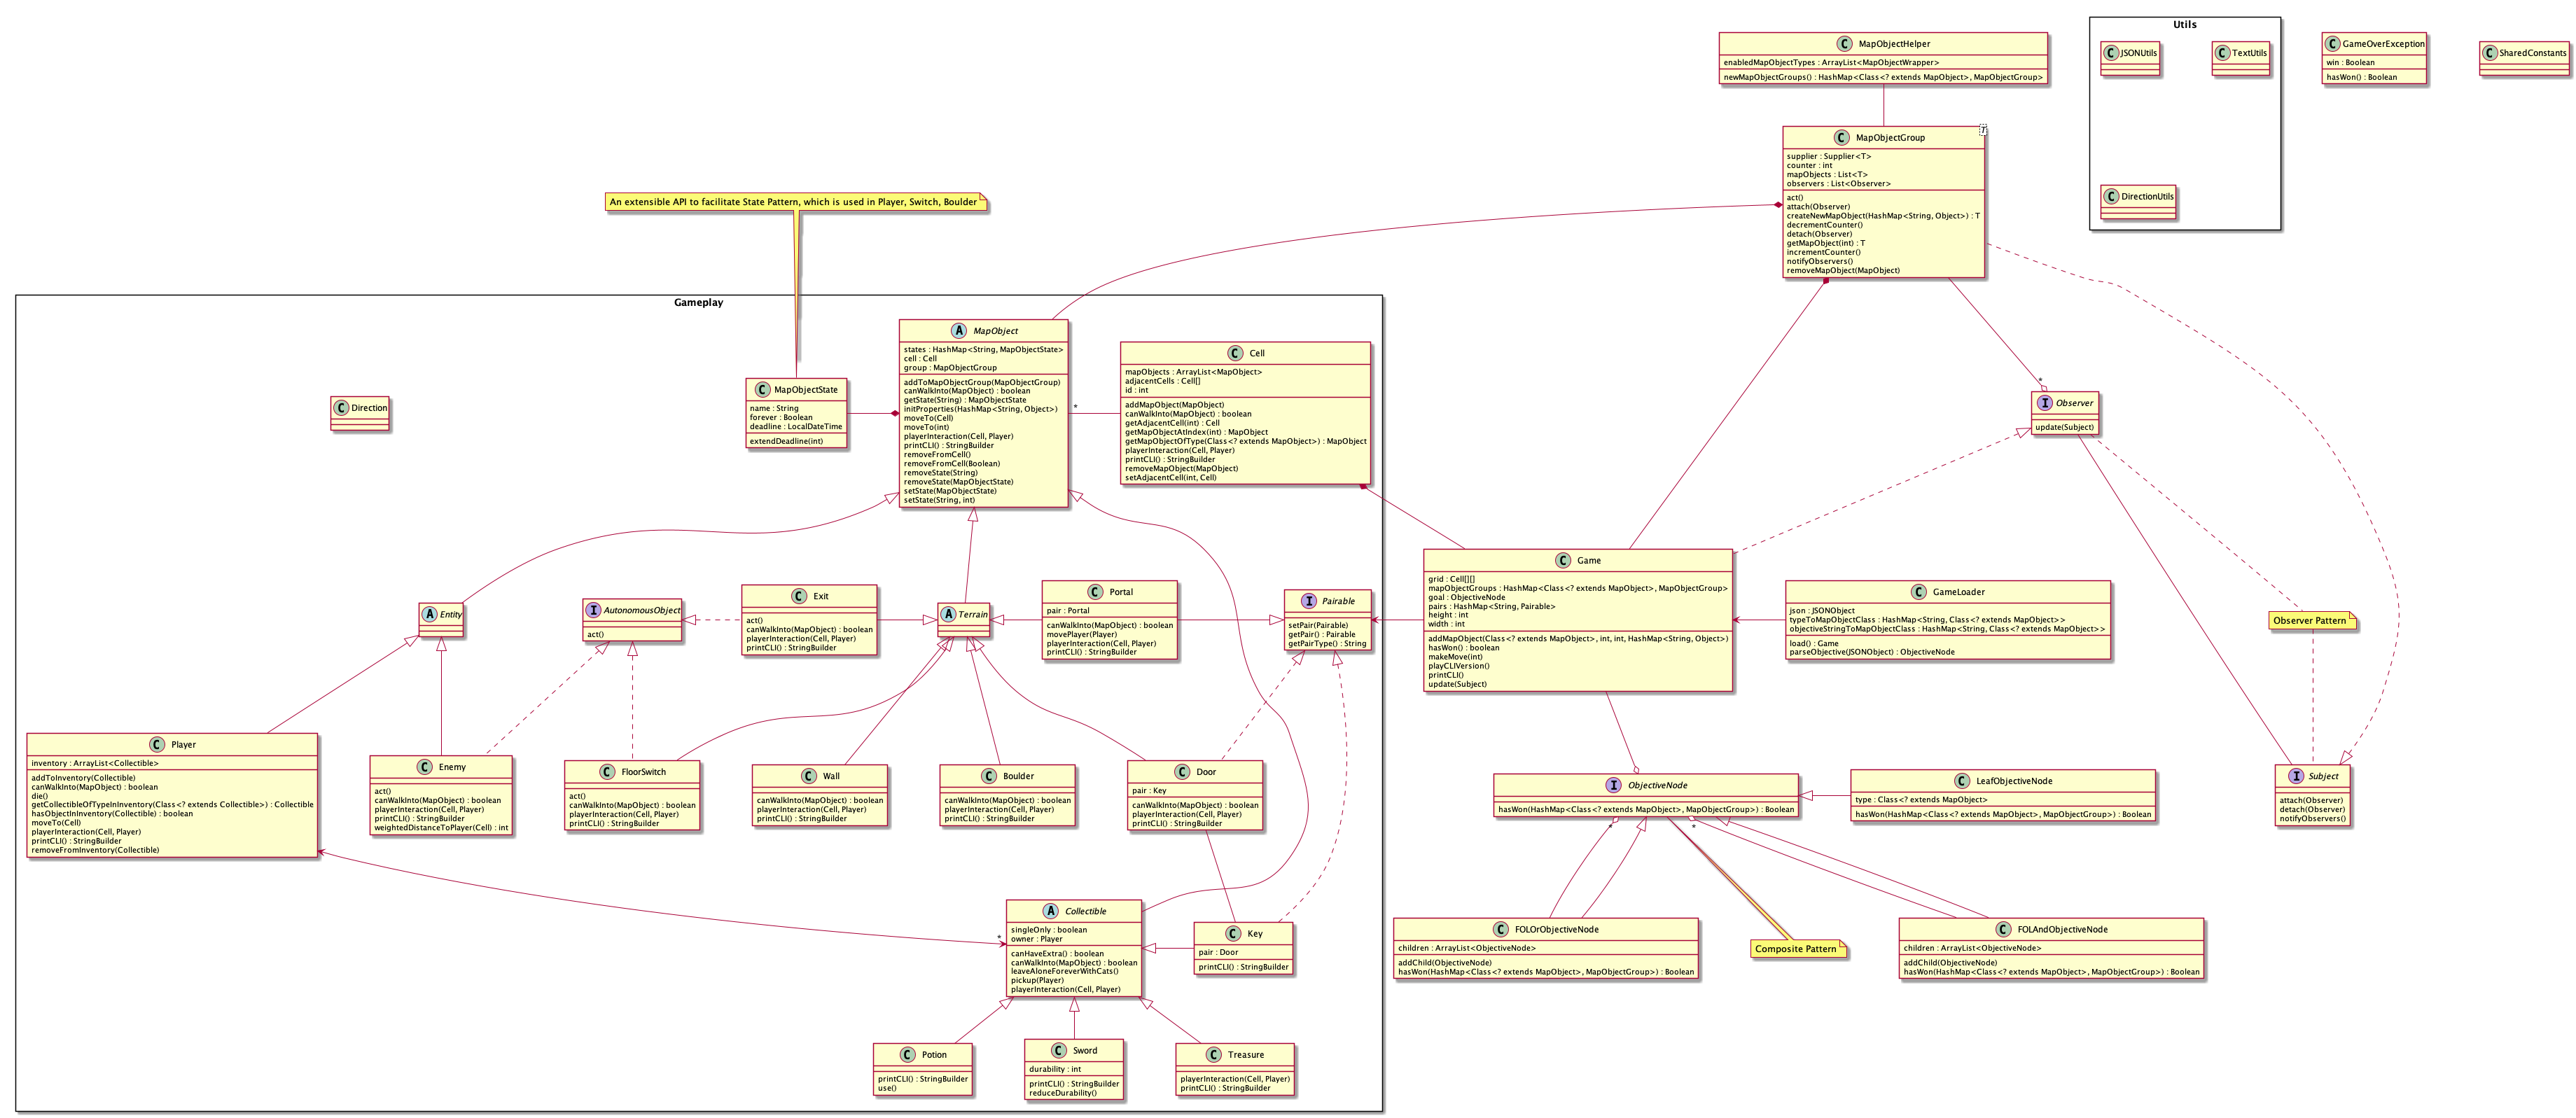 Utils
C JSONUtils
C TextUtils
C DirectionUtils
C GameOverException
win : Boolean
hasWon() : Boolean
C SharedConstants
C MapObjectHelper
enabledMapObjectTypes : ArrayList<MapObjectWrapper>
newMapObjectGroups() : HashMap<Class<? extends MapObject>, MapObjectGroup>
C MapObjectGroup
T
supplier : Supplier<T>
counter : int
mapObjects : List<T>
observers : List<Observer>
act()
attach(Observer)
createNewMapObject(HashMap<String, Object>) : T
decrementCounter()
detach(Observer)
getMapObject(int) : T
incrementCounter()
notifyObservers()
removeMapObject(MapObject)
An extensible API to facilitate State Pattern, which is used in Player, Switch, Boulder
Gameplay
C Direction
C MapObjectState
name : String
forever : Boolean
deadline : LocalDateTime
extendDeadline(int)
A MapObject
states : HashMap<String, MapObjectState>
cell : Cell
group : MapObjectGroup
addToMapObjectGroup(MapObjectGroup)
canWalkInto(MapObject) : boolean
getState(String) : MapObjectState
initProperties(HashMap<String, Object>)
moveTo(Cell)
moveTo(int)
playerInteraction(Cell, Player)
printCLI() : StringBuilder
removeFromCell()
removeFromCell(Boolean)
removeState(String)
removeState(MapObjectState)
setState(MapObjectState)
setState(String, int)
*
C Cell
mapObjects : ArrayList<MapObject>
adjacentCells : Cell[]
id : int
addMapObject(MapObject)
canWalkInto(MapObject) : boolean
getAdjacentCell(int) : Cell
getMapObjectAtIndex(int) : MapObject
getMapObjectOfType(Class<? extends MapObject>) : MapObject
playerInteraction(Cell, Player)
printCLI() : StringBuilder
removeMapObject(MapObject)
setAdjacentCell(int, Cell)
*
I Observer
update(Subject)
A Entity
I AutonomousObject
act()
C Exit
act()
canWalkInto(MapObject) : boolean
playerInteraction(Cell, Player)
printCLI() : StringBuilder
A Terrain
C Portal
pair : Portal
canWalkInto(MapObject) : boolean
movePlayer(Player)
playerInteraction(Cell, Player)
printCLI() : StringBuilder
I Pairable
setPair(Pairable)
getPair() : Pairable
getPairType() : String
C Game
grid : Cell[][]
mapObjectGroups : HashMap<Class<? extends MapObject>, MapObjectGroup>
goal : ObjectiveNode
pairs : HashMap<String, Pairable>
height : int
width : int
addMapObject(Class<? extends MapObject>, int, int, HashMap<String, Object>)
hasWon() : boolean
makeMove(int)
playCLIVersion()
printCLI()
update(Subject)
C GameLoader
json : JSONObject
typeToMapObjectClass : HashMap<String, Class<? extends MapObject>>
objectiveStringToMapObjectClass : HashMap<String, Class<? extends MapObject>>
load() : Game
parseObjective(JSONObject) : ObjectiveNode
Observer Pattern
C Player
inventory : ArrayList<Collectible>
addToInventory(Collectible)
canWalkInto(MapObject) : boolean
die()
getCollectibleOfTypeInInventory(Class<? extends Collectible>) : Collectible
hasObjectInInventory(Collectible) : boolean
moveTo(Cell)
playerInteraction(Cell, Player)
printCLI() : StringBuilder
removeFromInventory(Collectible)
C Enemy
act()
canWalkInto(MapObject) : boolean
playerInteraction(Cell, Player)
printCLI() : StringBuilder
weightedDistanceToPlayer(Cell) : int
C FloorSwitch
act()
canWalkInto(MapObject) : boolean
playerInteraction(Cell, Player)
printCLI() : StringBuilder
C Wall
canWalkInto(MapObject) : boolean
playerInteraction(Cell, Player)
printCLI() : StringBuilder
C Boulder
canWalkInto(MapObject) : boolean
playerInteraction(Cell, Player)
printCLI() : StringBuilder
C Door
pair : Key
canWalkInto(MapObject) : boolean
playerInteraction(Cell, Player)
printCLI() : StringBuilder
I ObjectiveNode
hasWon(HashMap<Class<? extends MapObject>, MapObjectGroup>) : Boolean
*
*
C LeafObjectiveNode
type : Class<? extends MapObject>
hasWon(HashMap<Class<? extends MapObject>, MapObjectGroup>) : Boolean
I Subject
attach(Observer)
detach(Observer)
notifyObservers()
*
A Collectible
singleOnly : boolean
owner : Player
canHaveExtra() : boolean
canWalkInto(MapObject) : boolean
leaveAloneForeverWithCats()
pickup(Player)
playerInteraction(Cell, Player)
C Key
pair : Door
printCLI() : StringBuilder
C FOLOrObjectiveNode
children : ArrayList<ObjectiveNode>
addChild(ObjectiveNode)
hasWon(HashMap<Class<? extends MapObject>, MapObjectGroup>) : Boolean
Composite Pattern
C FOLAndObjectiveNode
children : ArrayList<ObjectiveNode>
addChild(ObjectiveNode)
hasWon(HashMap<Class<? extends MapObject>, MapObjectGroup>) : Boolean
C Potion
printCLI() : StringBuilder
use()
C Sword
durability : int
printCLI() : StringBuilder
reduceDurability()
C Treasure
playerInteraction(Cell, Player)
printCLI() : StringBuilder